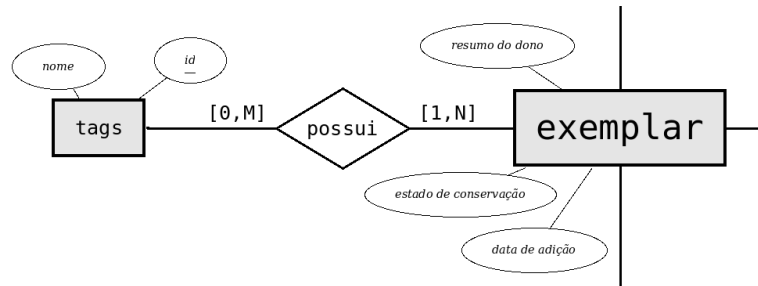 resumo do dono
nome
id
[0,M]
[1,N]
tags
possui
exemplar
estado de conservação
data de adição